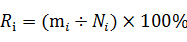 Rᵢ = (mᵢ ÷ Nᵢ) × 100%